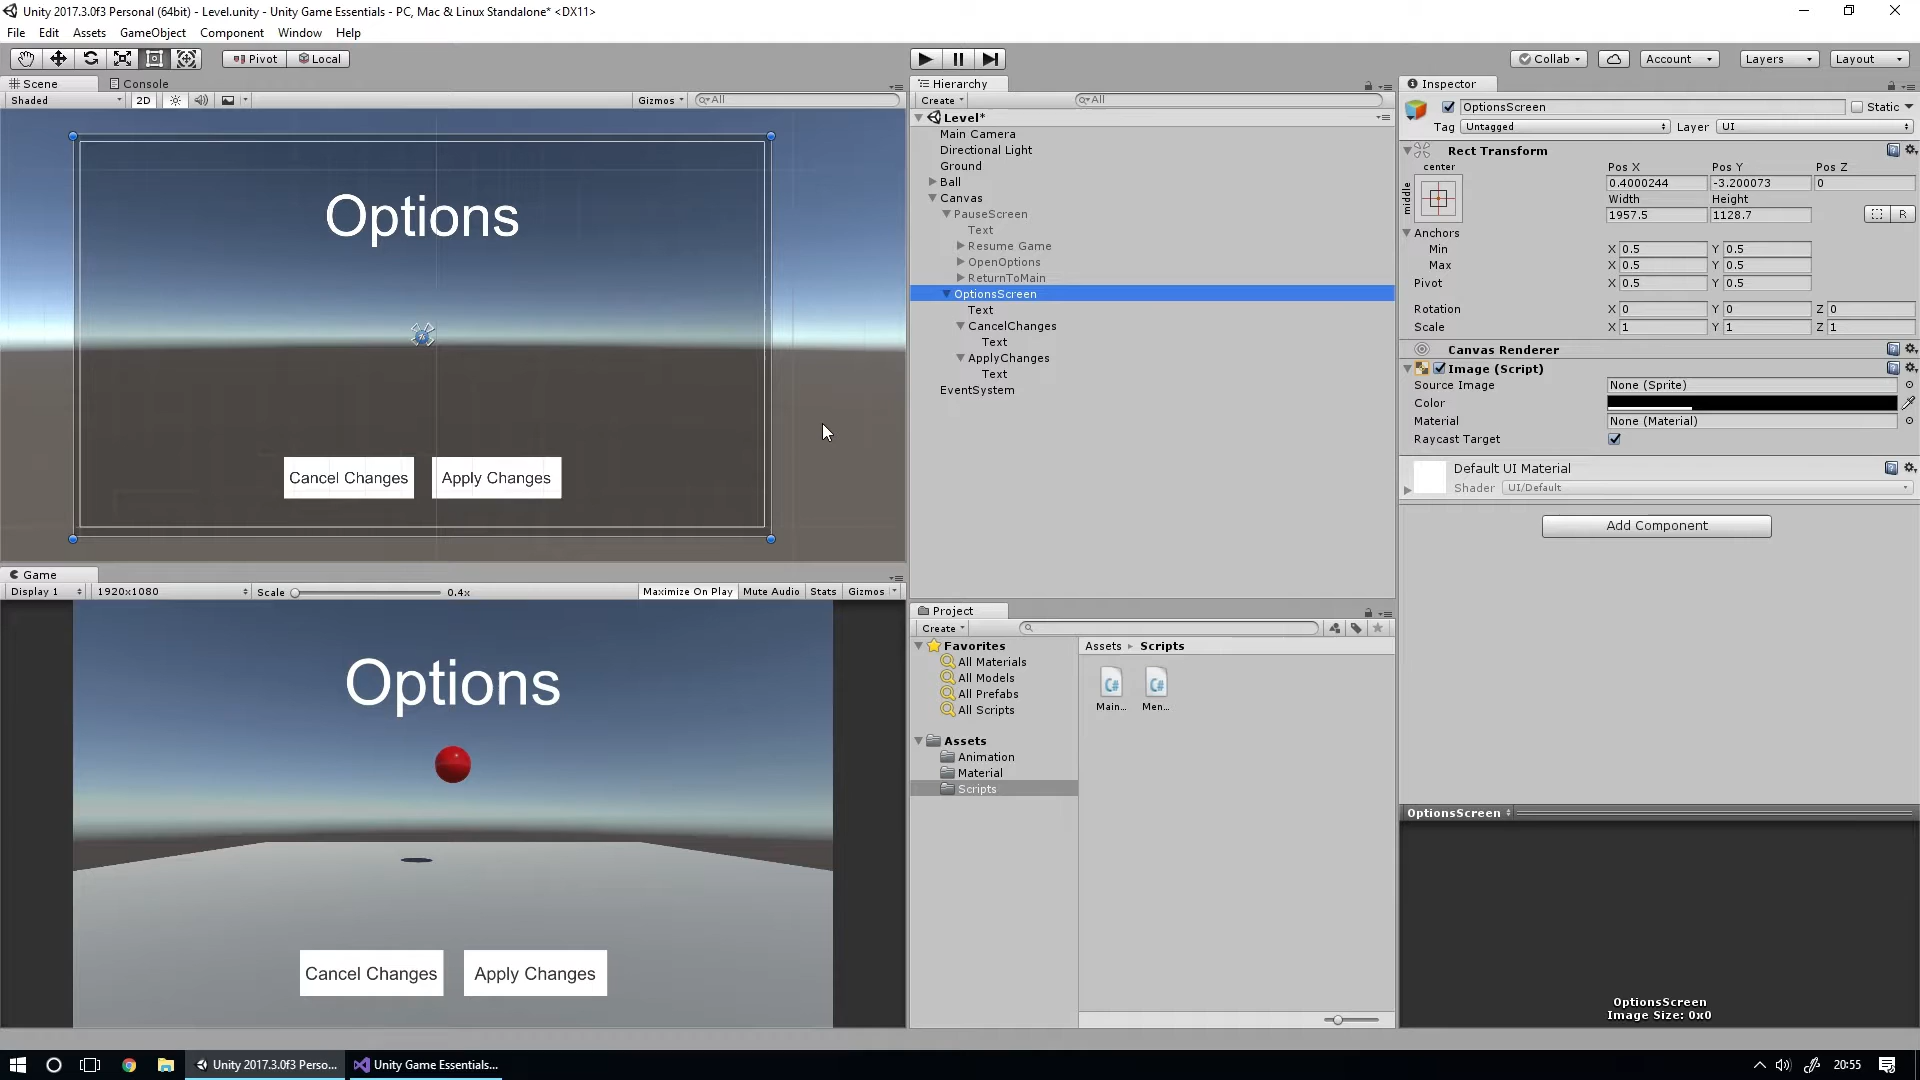 Unity 2017.3.0f3 Personal (64bit) - Level.unity - Unity Game Essentials - PC, Mac & Linux Standalone* <DX11>
File Edit Assets GameObject Component Window Help
Pivot Local
Collab Account Layers Layout
Scene Console
Shaded 2D Gizmos All
Options
Cancel Changes Apply Changes
Game
Display 1 1920x1080 Scale 0.4x Maximize On Play Mute Audio Stats Gizmos
Options
Cancel Changes Apply Changes
Hierarchy
Create All
Level*
Main Camera
Directional Light
Ground
Ball
Canvas
PauseScreen
Text
Resume Game
OpenOptions
ReturnToMain
OptionsScreen
Text
CancelChanges
Text
ApplyChanges
Text
EventSystem
Project
Create
Favorites
All Materials
All Models
All Prefabs
All Scripts
Assets
Animation
Material
Scripts
Assets Scripts
C# C#
Main... Men...
Inspector
OptionsScreen Static
Tag Untagged Layer UI
Rect Transform
center
middle
Pos X Pos Y Pos Z
0.4000244 -3.200073 0
Width Height
1957.5 1128.7 R
Anchors
Min X 0.5 Y 0.5
Max X 0.5 Y 0.5
Pivot X 0.5 Y 0.5
Rotation X 0 Y 0 Z 0
Scale X 1 Y 1 Z 1
Canvas Renderer
Image (Script)
Source Image None (Sprite)
Color
Material None (Material)
Raycast Target
Default UI Material
Shader UI/Default
Add Component
OptionsScreen
OptionsScreen
Image Size: 0x0
Unity 2017.3.0f3 Perso... Unity Game Essentials... 20:55